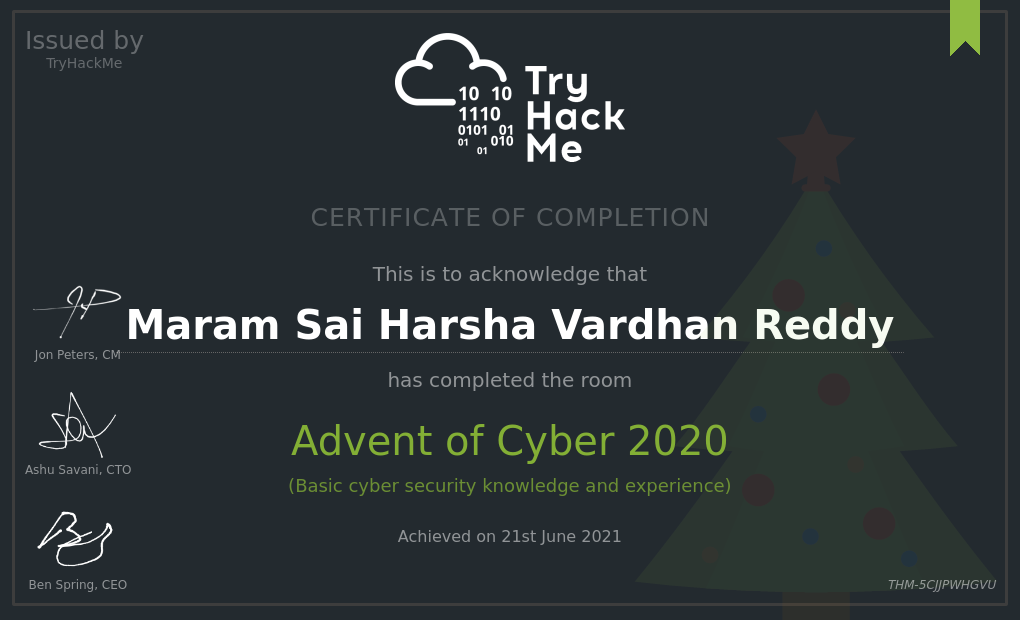 Issued by
TryHackMe
10 10
1110
0101 01
01 010
01
Try
Hack
Me
CERTIFICATE OF COMPLETION
This is to acknowledge that
Maram Sai Harsha Vardhan Reddy
has completed the room
Advent of Cyber 2020
(Basic cyber security knowledge and experience)
Achieved on 21st June 2021
Jon Peters, CM
Ashu Savani, CTO
Ben Spring, CEO
THM-5CJJPWHGVU